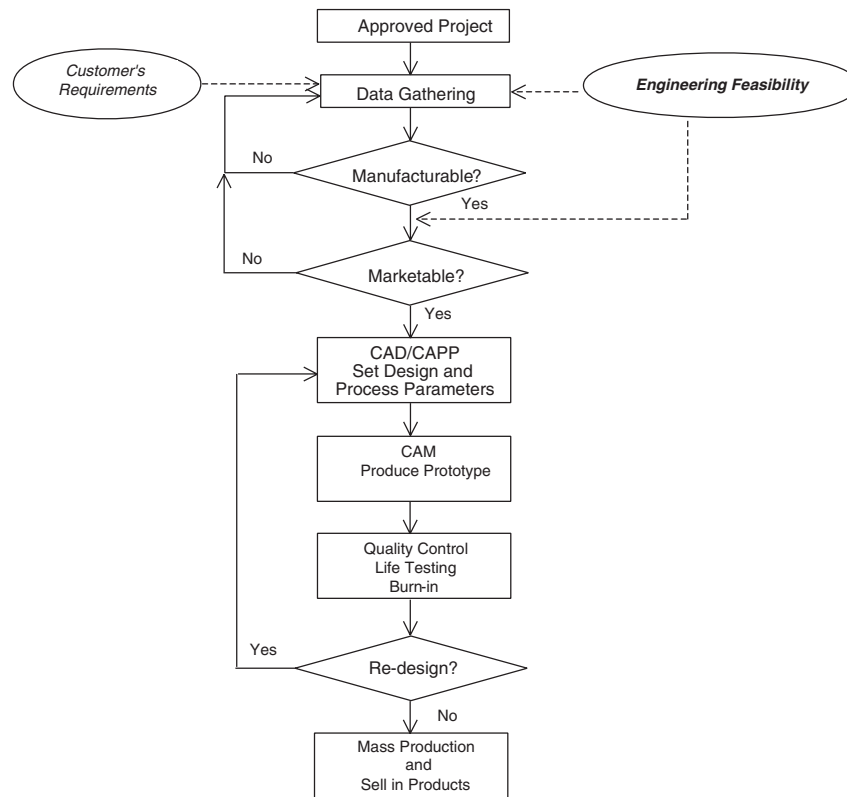 Approved Project
Customer's
Requirements
Data Gathering
Engineering Feasibility
No
Manufacturable?
Yes
No
Marketable?
Yes
CAD/CAPP
Set Design and
Process Parameters
CAM
Produce Prototype
Quality Control
Life Testing
Burn-in
Yes
Re-design?
No
Mass Production
and
Sell in Products